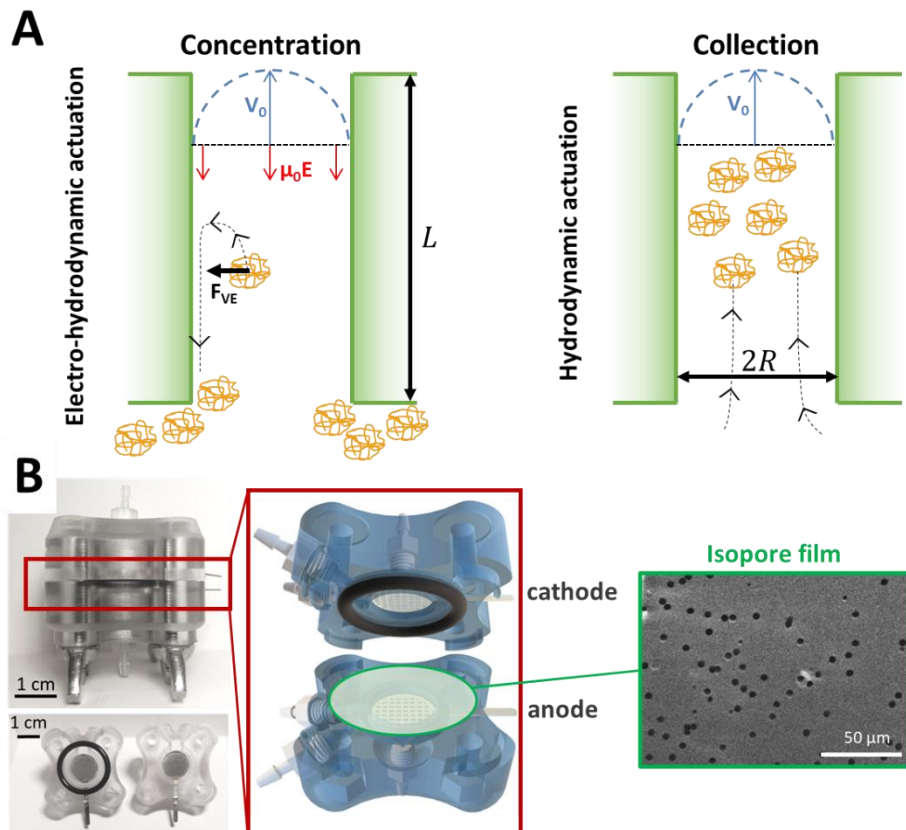 A
Concentration
Collection
Electro-hydrodynamic actuation
V₀
μ₀E
F_VE
L
Hydrodynamic actuation
V₀
2R
B
1 cm
1 cm
cathode
anode
Isopore film
50 μm